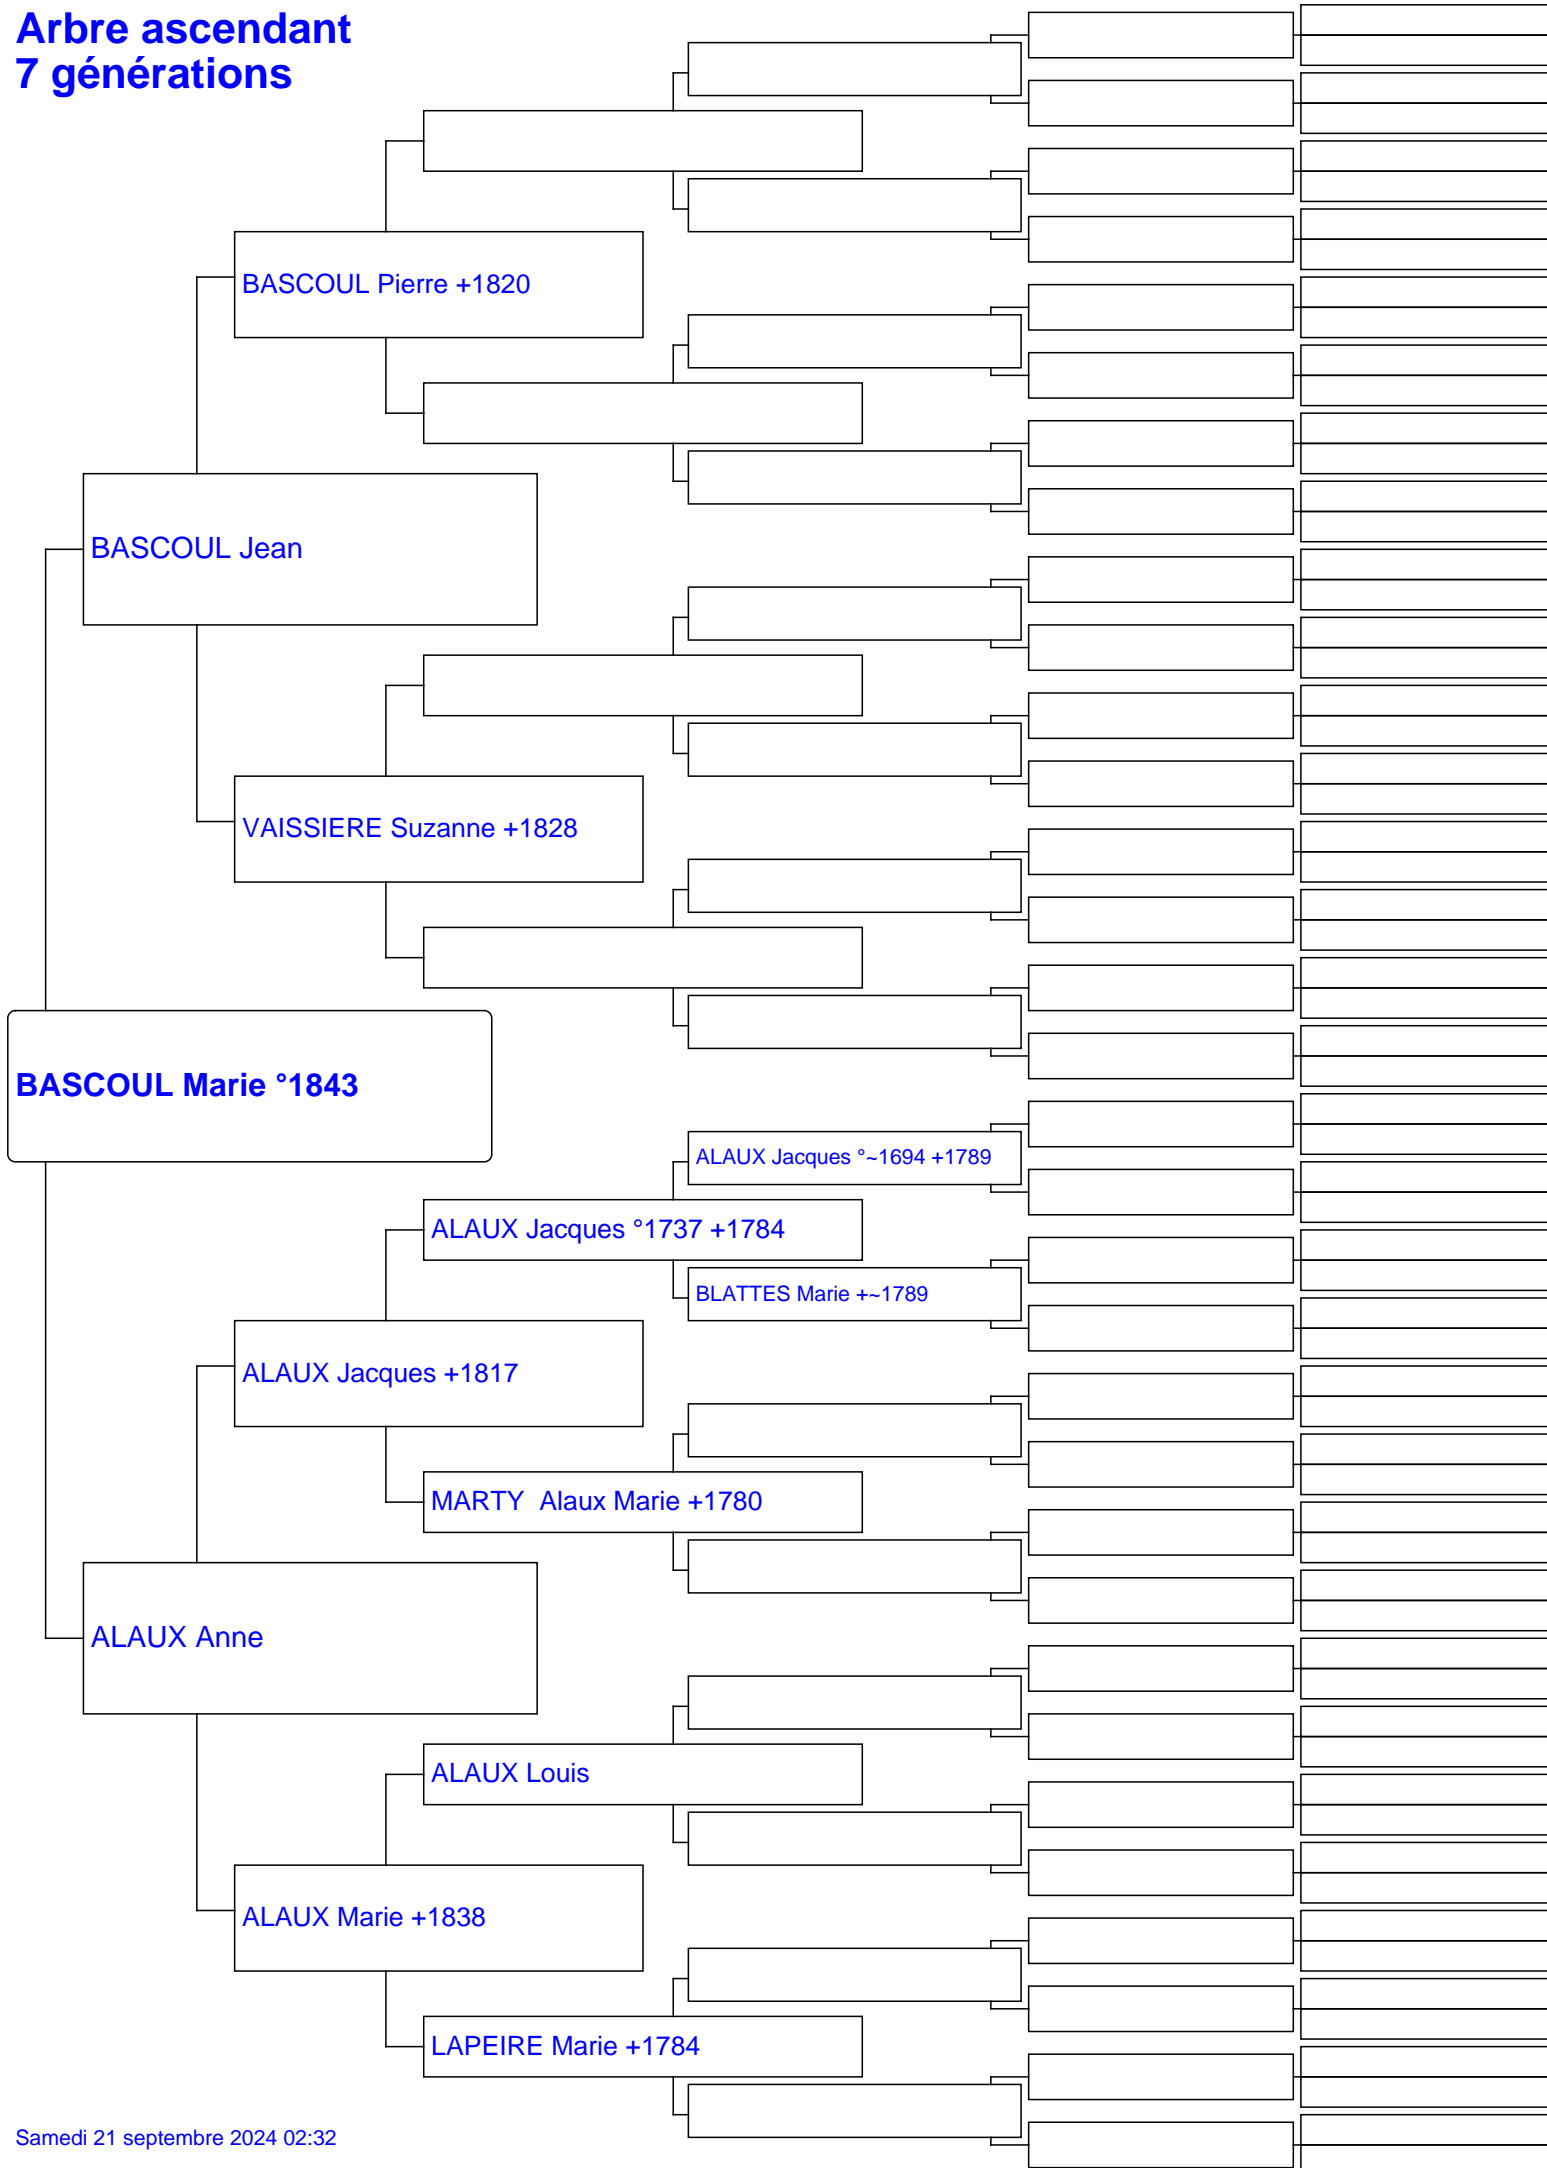 Arbre ascendant
7 générations
BASCOUL Pierre +1820
BASCOUL Jean
VAISSIERE Suzanne +1828
BASCOUL Marie °1843
ALAUX Jacques °~1694 +1789
ALAUX Jacques °1737 +1784
BLATTES Marie +~1789
ALAUX Jacques +1817
MARTY  Alaux Marie +1780
ALAUX Anne
ALAUX Louis
ALAUX Marie +1838
LAPEIRE Marie +1784
Samedi 21 septembre 2024 02:32